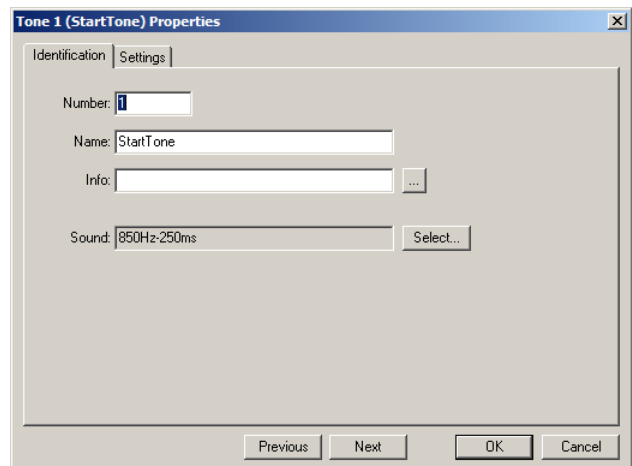 Tone 1 (StartTone) Properties
Identification Settings
Number: 1
Name: StartTone
Info: ...
Sound: 850Hz-250ms Select...
Previous Next OK Cancel